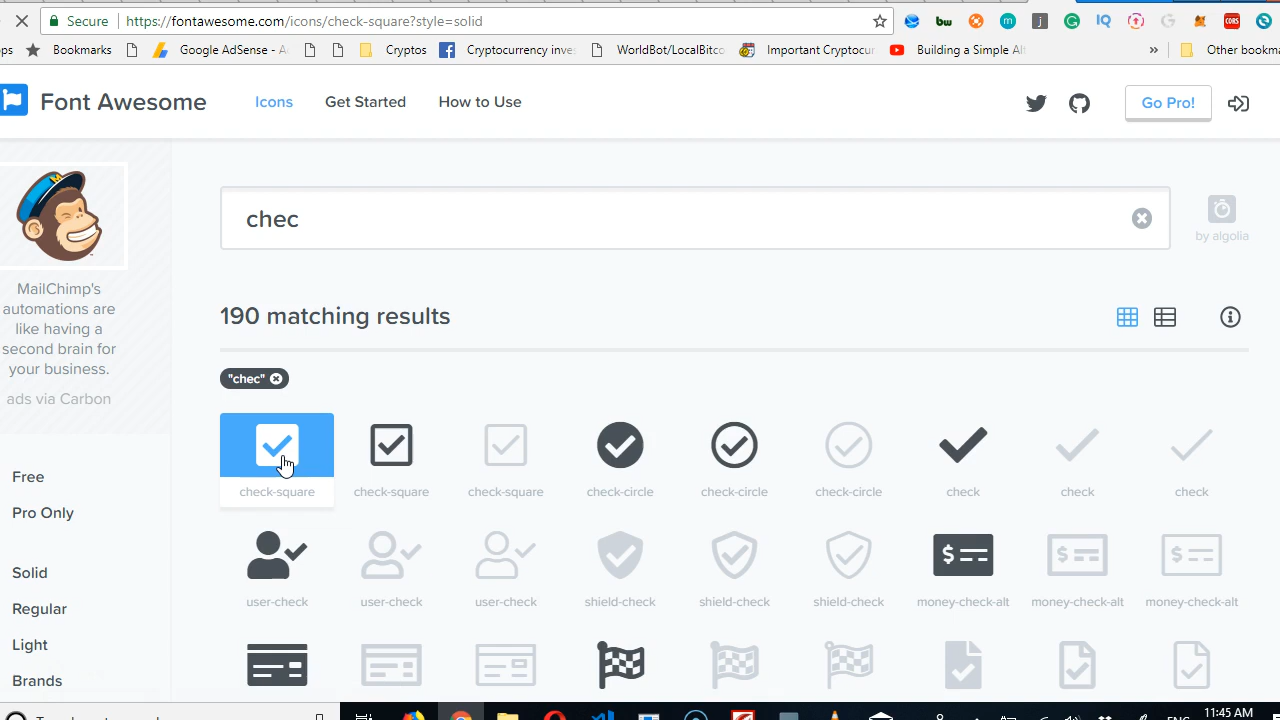 Secure https://fontawesome.com/icons/check-square?style=solid
bw m j IQ G CORS
Bookmarks Google AdSense - Cryptos Cryptocurrency inve WorldBot/LocalBitco Important Cryptocur Building a Simple Alt » Other bookma
Font Awesome Icons Get Started How to Use Go Pro!
MailChimp's
automations are
like having a
second brain for
your business.
ads via Carbon
chec
by algolia
190 matching results
"chec"
check-square check-square check-square check-circle check-circle check-circle check check check
user-check user-check user-check shield-check shield-check shield-check money-check-alt money-check-alt money-check-alt
Free
Pro Only
Solid
Regular
Light
Brands
11:45 AM